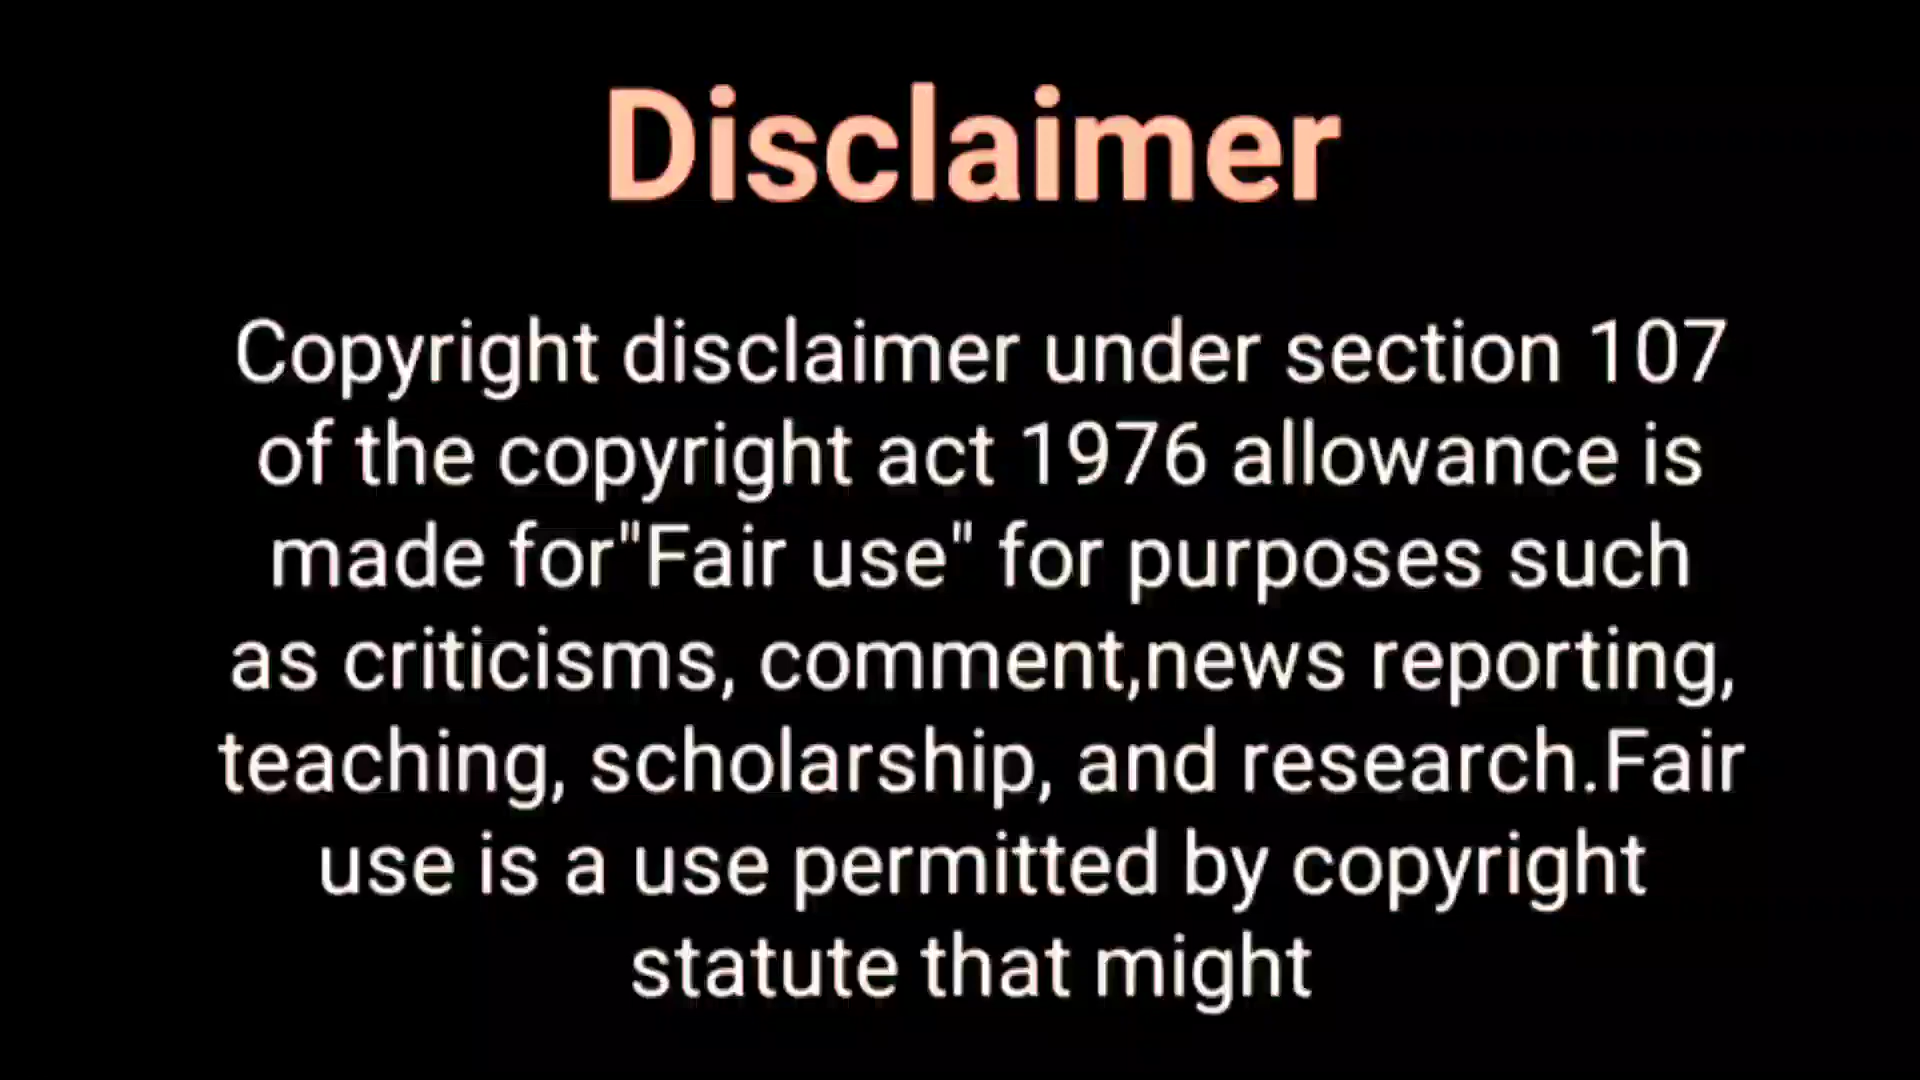 Disclaimer
Copyright disclaimer under section 107
of the copyright act 1976 allowance is
made for"Fair use" for purposes such
as criticisms, comment,news reporting,
teaching, scholarship, and research.Fair
use is a use permitted by copyright
statute that might